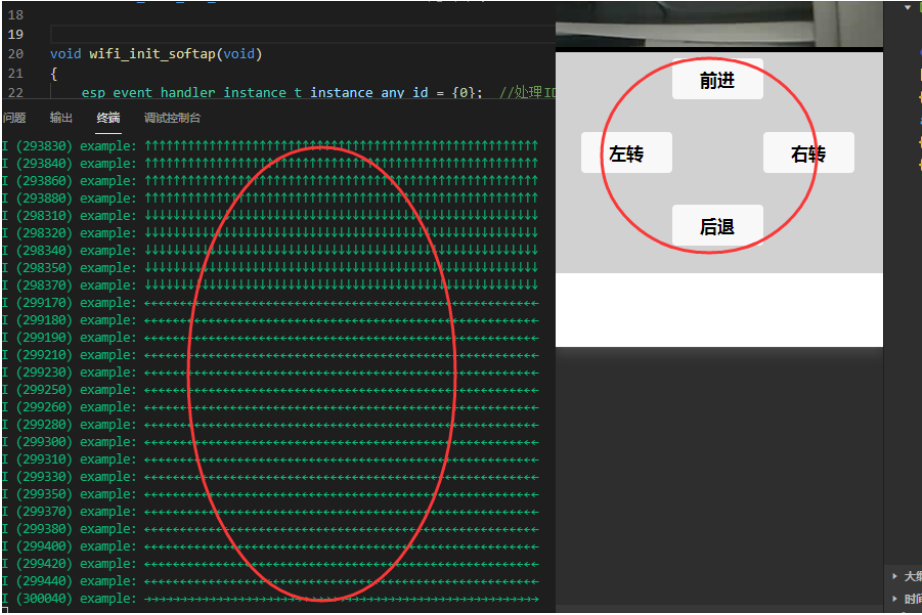 18
19
20 void wifi_init_softap(void)
21 {
22 esp_event_handler_instance_t instance_any_id = {0}; //处理ID
问题 输出 终端 调试控制台
I (293830) example: ↑↑↑↑↑↑↑↑↑↑↑↑↑↑↑↑↑↑↑↑↑↑↑↑↑↑↑↑↑↑↑↑↑↑↑↑↑↑↑↑↑↑↑↑↑↑↑↑↑↑↑↑↑↑↑
I (293840) example: ↑↑↑↑↑↑↑↑↑↑↑↑↑↑↑↑↑↑↑↑↑↑↑↑↑↑↑↑↑↑↑↑↑↑↑↑↑↑↑↑↑↑↑↑↑↑↑↑↑↑↑↑↑↑↑
I (293860) example: ↑↑↑↑↑↑↑↑↑↑↑↑↑↑↑↑↑↑↑↑↑↑↑↑↑↑↑↑↑↑↑↑↑↑↑↑↑↑↑↑↑↑↑↑↑↑↑↑↑↑↑↑↑↑↑
I (293880) example: ↑↑↑↑↑↑↑↑↑↑↑↑↑↑↑↑↑↑↑↑↑↑↑↑↑↑↑↑↑↑↑↑↑↑↑↑↑↑↑↑↑↑↑↑↑↑↑↑↑↑↑↑↑↑↑
I (298310) example: ↓↓↓↓↓↓↓↓↓↓↓↓↓↓↓↓↓↓↓↓↓↓↓↓↓↓↓↓↓↓↓↓↓↓↓↓↓↓↓↓↓↓↓↓↓↓↓↓↓↓↓↓↓↓↓
I (298320) example: ↓↓↓↓↓↓↓↓↓↓↓↓↓↓↓↓↓↓↓↓↓↓↓↓↓↓↓↓↓↓↓↓↓↓↓↓↓↓↓↓↓↓↓↓↓↓↓↓↓↓↓↓↓↓↓
I (298340) example: ↓↓↓↓↓↓↓↓↓↓↓↓↓↓↓↓↓↓↓↓↓↓↓↓↓↓↓↓↓↓↓↓↓↓↓↓↓↓↓↓↓↓↓↓↓↓↓↓↓↓↓↓↓↓↓
I (298350) example: ↓↓↓↓↓↓↓↓↓↓↓↓↓↓↓↓↓↓↓↓↓↓↓↓↓↓↓↓↓↓↓↓↓↓↓↓↓↓↓↓↓↓↓↓↓↓↓↓↓↓↓↓↓↓↓
I (298370) example: ↓↓↓↓↓↓↓↓↓↓↓↓↓↓↓↓↓↓↓↓↓↓↓↓↓↓↓↓↓↓↓↓↓↓↓↓↓↓↓↓↓↓↓↓↓↓↓↓↓↓↓↓↓↓↓
I (299170) example: ←←←←←←←←←←←←←←←←←←←←←←←←←←←←←←←←←←←←←←←←←←←←←←←←←←←←←←←
I (299180) example: ←←←←←←←←←←←←←←←←←←←←←←←←←←←←←←←←←←←←←←←←←←←←←←←←←←←←←←←
I (299190) example: ←←←←←←←←←←←←←←←←←←←←←←←←←←←←←←←←←←←←←←←←←←←←←←←←←←←←←←←
I (299210) example: ←←←←←←←←←←←←←←←←←←←←←←←←←←←←←←←←←←←←←←←←←←←←←←←←←←←←←←←
I (299230) example: ←←←←←←←←←←←←←←←←←←←←←←←←←←←←←←←←←←←←←←←←←←←←←←←←←←←←←←←
I (299250) example: ←←←←←←←←←←←←←←←←←←←←←←←←←←←←←←←←←←←←←←←←←←←←←←←←←←←←←←←
I (299260) example: ←←←←←←←←←←←←←←←←←←←←←←←←←←←←←←←←←←←←←←←←←←←←←←←←←←←←←←←
I (299280) example: ←←←←←←←←←←←←←←←←←←←←←←←←←←←←←←←←←←←←←←←←←←←←←←←←←←←←←←←
I (299300) example: ←←←←←←←←←←←←←←←←←←←←←←←←←←←←←←←←←←←←←←←←←←←←←←←←←←←←←←←
I (299310) example: ←←←←←←←←←←←←←←←←←←←←←←←←←←←←←←←←←←←←←←←←←←←←←←←←←←←←←←←
I (299330) example: ←←←←←←←←←←←←←←←←←←←←←←←←←←←←←←←←←←←←←←←←←←←←←←←←←←←←←←←
I (299350) example: ←←←←←←←←←←←←←←←←←←←←←←←←←←←←←←←←←←←←←←←←←←←←←←←←←←←←←←←
I (299370) example: ←←←←←←←←←←←←←←←←←←←←←←←←←←←←←←←←←←←←←←←←←←←←←←←←←←←←←←←
I (299380) example: ←←←←←←←←←←←←←←←←←←←←←←←←←←←←←←←←←←←←←←←←←←←←←←←←←←←←←←←
I (299400) example: ←←←←←←←←←←←←←←←←←←←←←←←←←←←←←←←←←←←←←←←←←←←←←←←←←←←←←←←
I (299420) example: ←←←←←←←←←←←←←←←←←←←←←←←←←←←←←←←←←←←←←←←←←←←←←←←←←←←←←←←
I (299440) example: ←←←←←←←←←←←←←←←←←←←←←←←←←←←←←←←←←←←←←←←←←←←←←←←←←←←←←←←
I (300040) example: →→→→→→→→→→→→→→→→→→→→→→→→→→→→→→→→→→→→→→→→→→→→→→→→→→→→→→→
前进
左转 右转
后退
大纲
时间